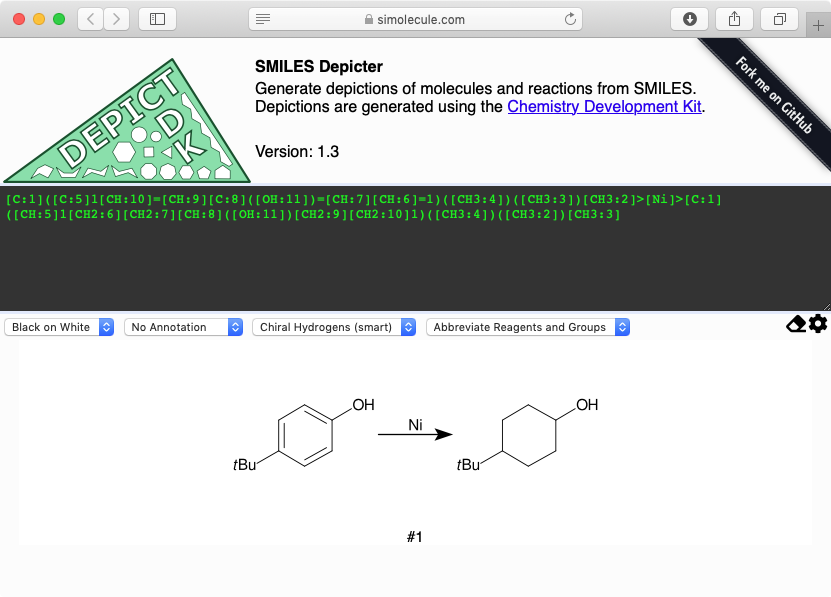 simolecule.com
DEPICT
CDK
SMILES Depicter
Generate depictions of molecules and reactions from SMILES.
Depictions are generated using the Chemistry Development Kit.
Version: 1.3
Fork me on GitHub
[C:1]([C:5]1[CH:10]=[CH:9][C:8]([OH:11])=[CH:7][CH:6]=1)([CH3:4])([CH3:3])[CH3:2]>[Ni]>[C:1]
([CH:5]1[CH2:6][CH2:7][CH:8]([OH:11])[CH2:9][CH2:10]1)([CH3:4])([CH3:2])[CH3:3]
Black on White
No Annotation
Chiral Hydrogens (smart)
Abbreviate Reagents and Groups
OH
Ni
OH
tBu
tBu
#1